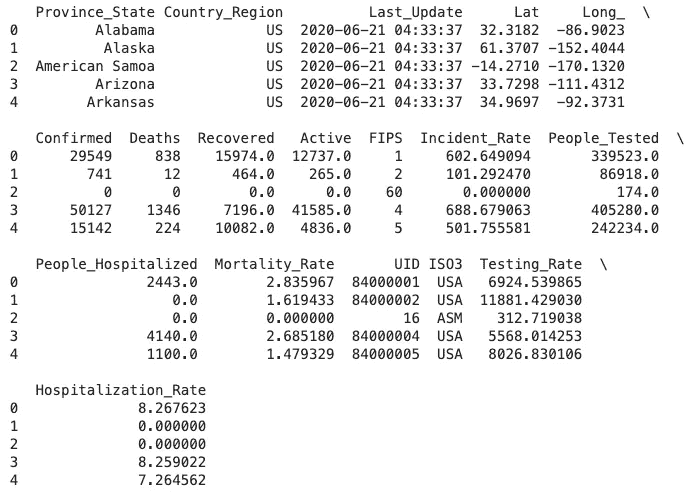 Province_State Country_Region Last_Update Lat Long_ \
0 Alabama US 2020-06-21 04:33:37 32.3182 -86.9023
1 Alaska US 2020-06-21 04:33:37 61.3707 -152.4044
2 American Samoa US 2020-06-21 04:33:37 -14.2710 -170.1320
3 Arizona US 2020-06-21 04:33:37 33.7298 -111.4312
4 Arkansas US 2020-06-21 04:33:37 34.9697 -92.3731
Confirmed Deaths Recovered Active FIPS Incident_Rate People_Tested \
0 29549 838 15974.0 12737.0 1 602.649094 339523.0
1 741 12 464.0 265.0 2 101.292470 86918.0
2 0 0 0.0 0.0 60 0.000000 174.0
3 50127 1346 7196.0 41585.0 4 688.679063 405280.0
4 15142 224 10082.0 4836.0 5 501.755581 242234.0
People_Hospitalized Mortality_Rate UID ISO3 Testing_Rate \
0 2443.0 2.835967 84000001 USA 6924.539865
1 0.0 1.619433 84000002 USA 11881.429030
2 0.0 0.000000 16 ASM 312.719038
3 4140.0 2.685180 84000004 USA 5568.014253
4 1100.0 1.479329 84000005 USA 8026.830106
Hospitalization_Rate
0 8.267623
1 0.000000
2 0.000000
3 8.259022
4 7.264562